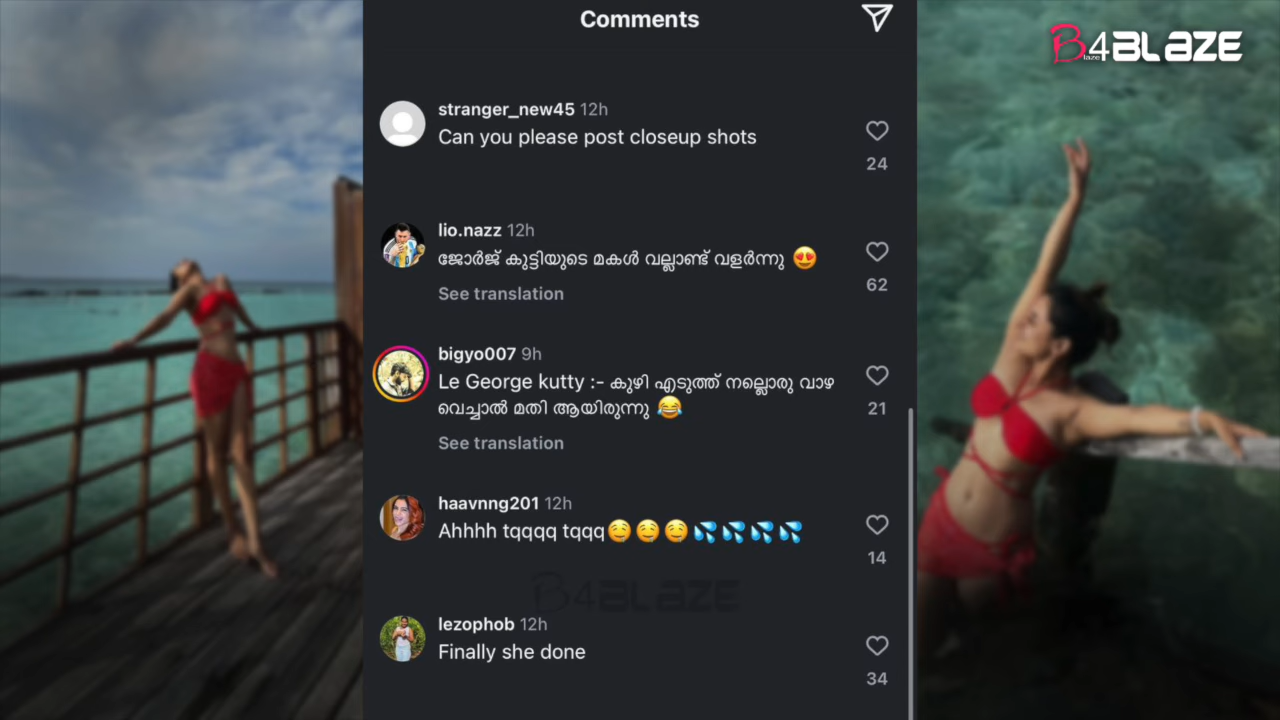 Comments
B4BLAZE
laze
stranger_new45 12h
Can you please post closeup shots
24
lio.nazz 12h
ജോർജ് കുട്ടിയുടെ മകൾ വല്ലാണ്ട് വളർന്നു 😍
62
See translation
bigyo007 9h
Le George kutty :- കുഴി എടുത്ത് നല്ലൊരു വാഴ
വെച്ചാൽ മതി ആയിരുന്നു 😂
21
See translation
haavnng201 12h
Ahhhh tqqqq tqqq🤤🤤🤤💦💦💦💦
14
B4BLAZE
lezophob 12h
Finally she done
34